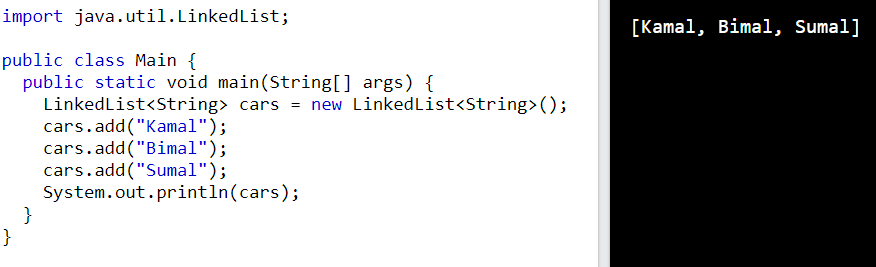 import java.util.LinkedList;
public class Main {
  public static void main(String[] args) {
    LinkedList<String> cars = new LinkedList<String>();
    cars.add("Kamal");
    cars.add("Bimal");
    cars.add("Sumal");
    System.out.println(cars);
  }
}
[Kamal, Bimal, Sumal]